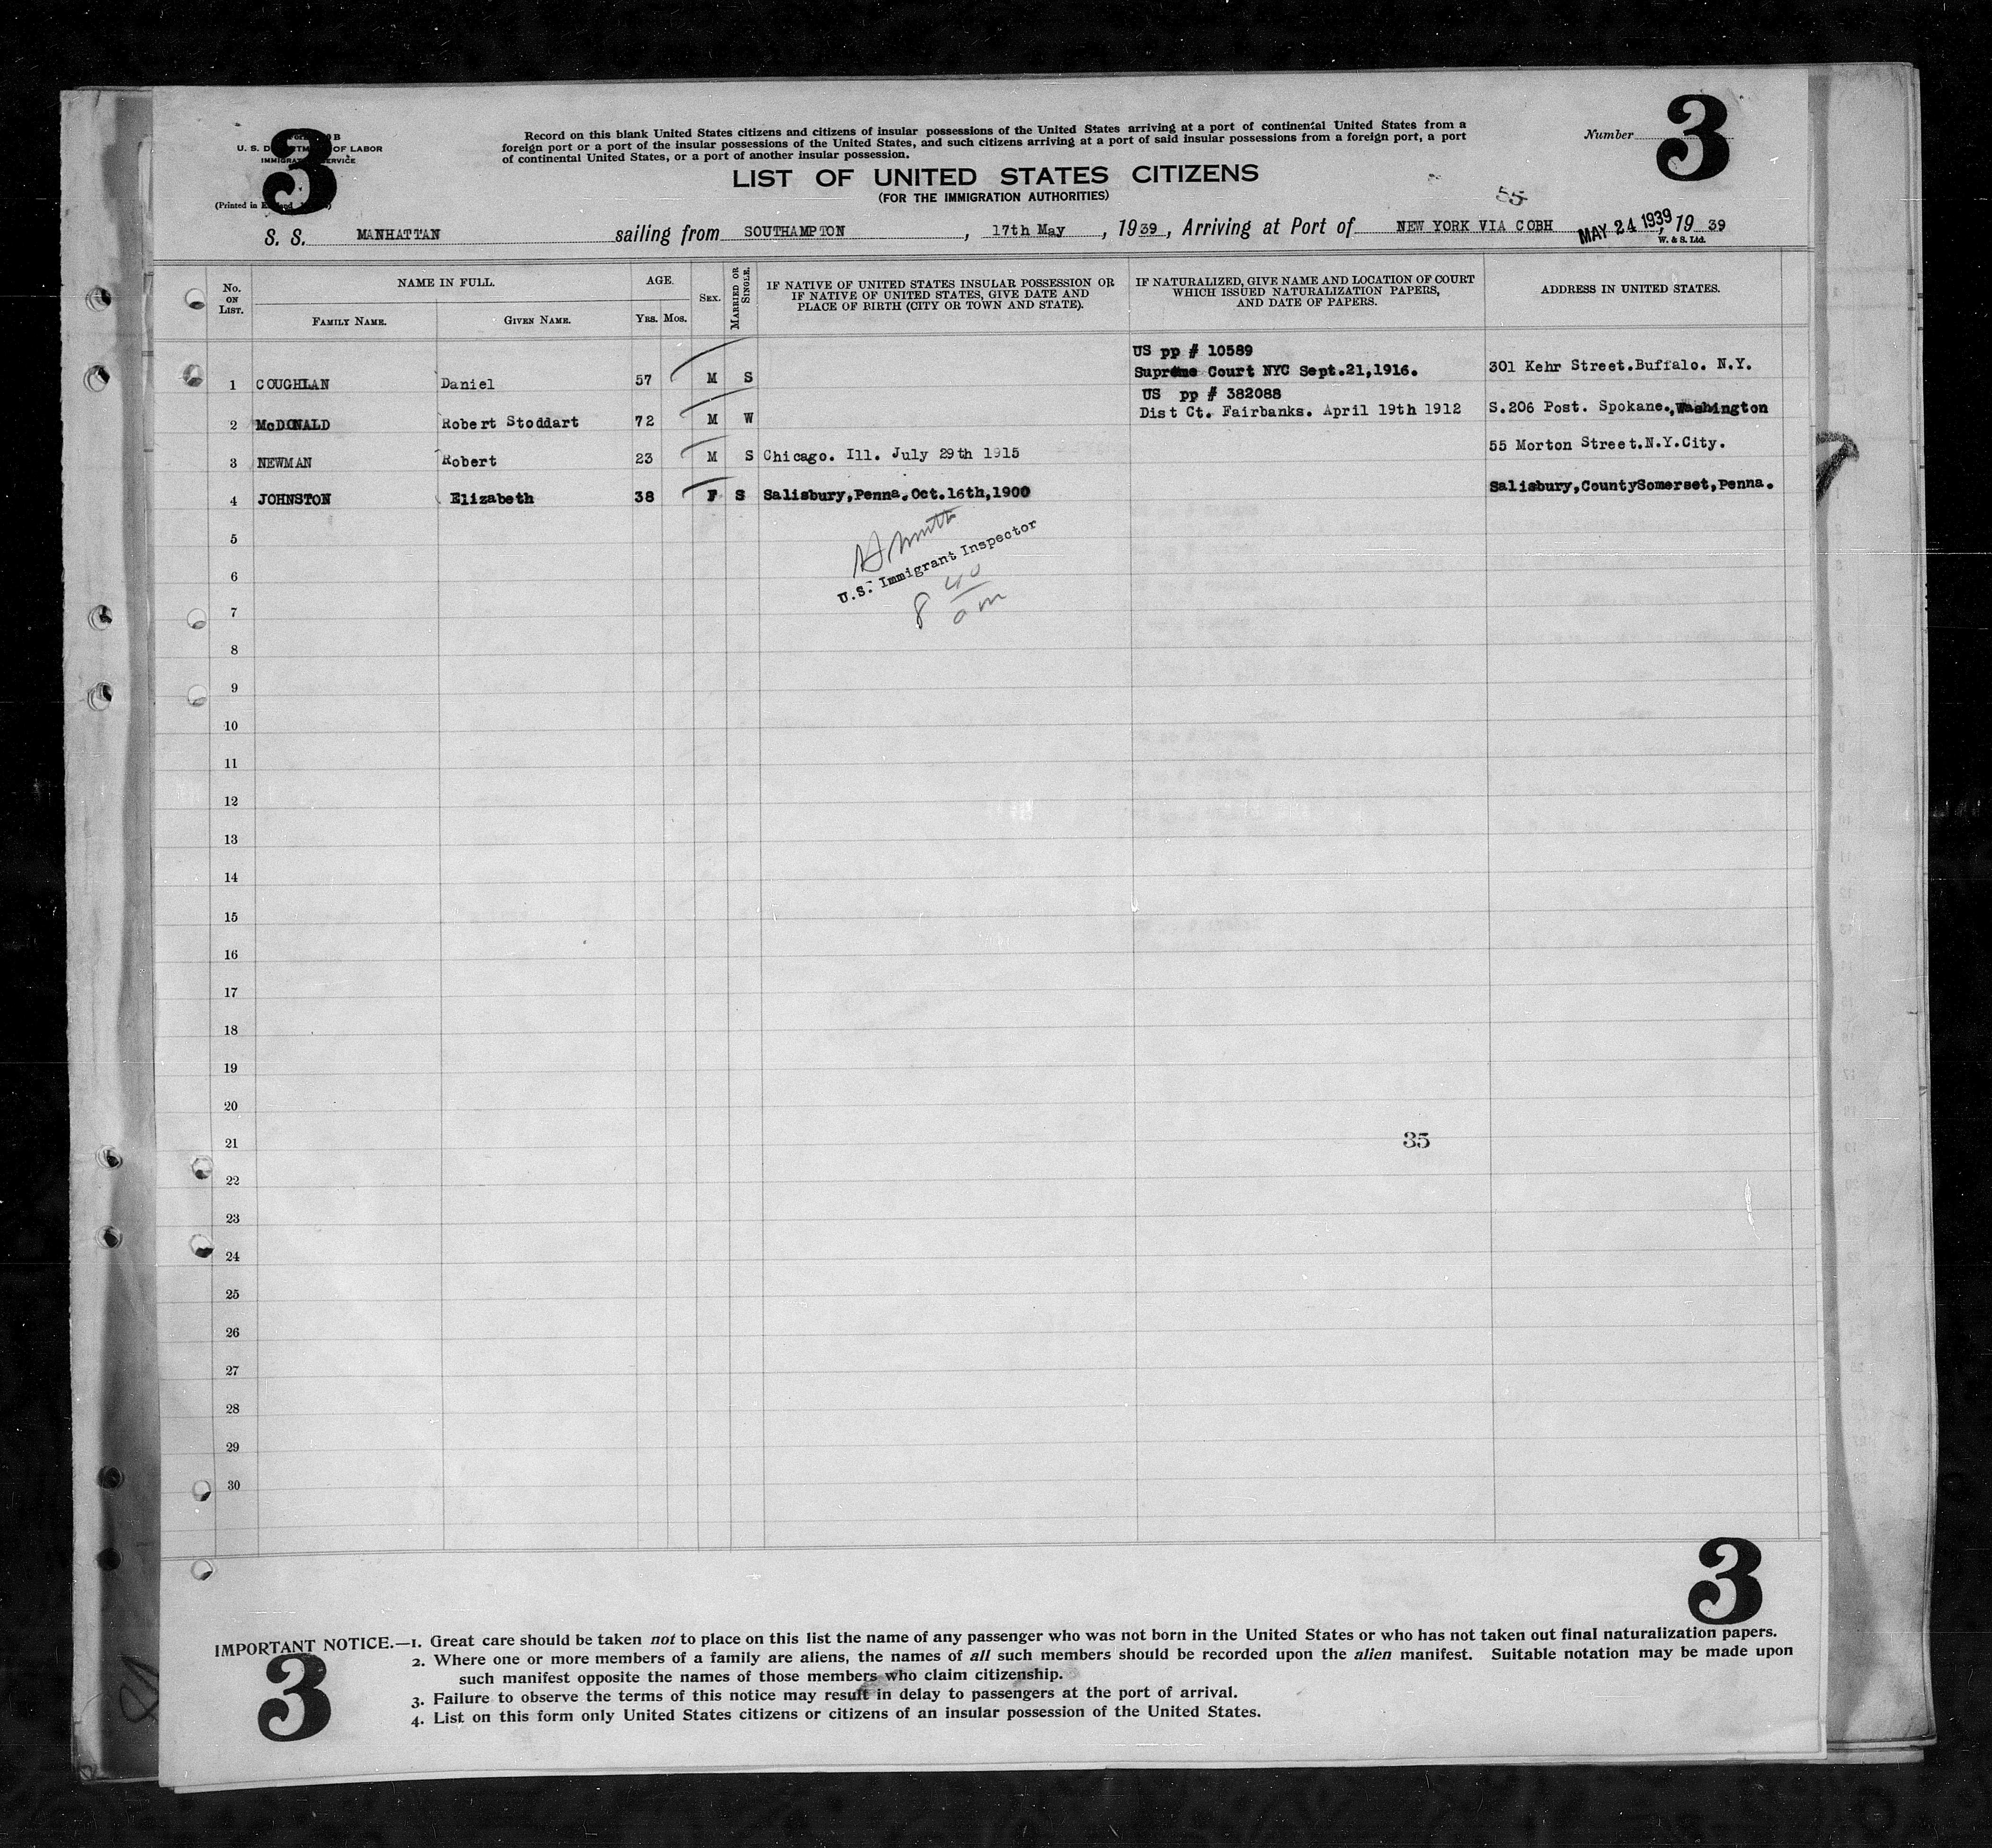 3
U. S. D OF LABOR
3
Record on this blank United States citizens and citizens of insular possessions of the United States arriving at a port of continental United States from a
foreign port or a port of the insular possessions of the United States, and such citizens arriving at a port of said insular possessions from a foreign port, a port
of continental United States, or a port of another insular possession.
Number
LIST OF UNITED STATES CITIZENS
(FOR THE IMMIGRATION AUTHORITIES)
(Printed in
55
S. S. MANHATTAN sailing from SOUTHAMPTON, 17th May, 1939, Arriving at Port of NEW YORK VIA COBH MAY 24 1939, 19 39
W. & S. Ltd.
No. ON LIST.
NAME IN FULL.
FAMILY NAME.
GIVEN NAME.
AGE.
YRS. MOS.
SEX.
MARRIED OR SINGLE.
IF NATIVE OF UNITED STATES INSULAR POSSESSION OR
IF NATIVE OF UNITED STATES, GIVE DATE AND
PLACE OF BIRTH (CITY OR TOWN AND STATE).
IF NATURALIZED, GIVE NAME AND LOCATION OF COURT
WHICH ISSUED NATURALIZATION PAPERS,
AND DATE OF PAPERS.
ADDRESS IN UNITED STATES.
US pp # 10589
1 COUGHLAN Daniel 57 M S Supreme Court NYC Sept.21,1916. 301 Kehr Street.Buffalo. N.Y.
US pp # 382088
2 McDONALD Robert Stoddart 72 M W Dist Ct. Fairbanks. April 19th 1912 S.206 Post. Spokane.,Washington
3 NEWMAN Robert 23 M S Chicago. Ill. July 29th 1915 55 Morton Street.N.Y.City.
4 JOHNSTON Elizabeth 38 F S Salisbury,Penna.Oct.16th,1900 Salisbury,CountySomerset,Penna.
5
U.S. Immigrant Inspector
6
8 40 am
7
8
9
10
11
12
13
14
15
16
17
18
19
20
21
35
22
23
24
25
26
27
28
29
30
3
IMPORTANT NOTICE.—1. Great care should be taken not to place on this list the name of any passenger who was not born in the United States or who has not taken out final naturalization papers.
2. Where one or more members of a family are aliens, the names of all such members should be recorded upon the alien manifest. Suitable notation may be made upon
such manifest opposite the names of those members who claim citizenship.
3. Failure to observe the terms of this notice may result in delay to passengers at the port of arrival.
4. List on this form only United States citizens or citizens of an insular possession of the United States.
3